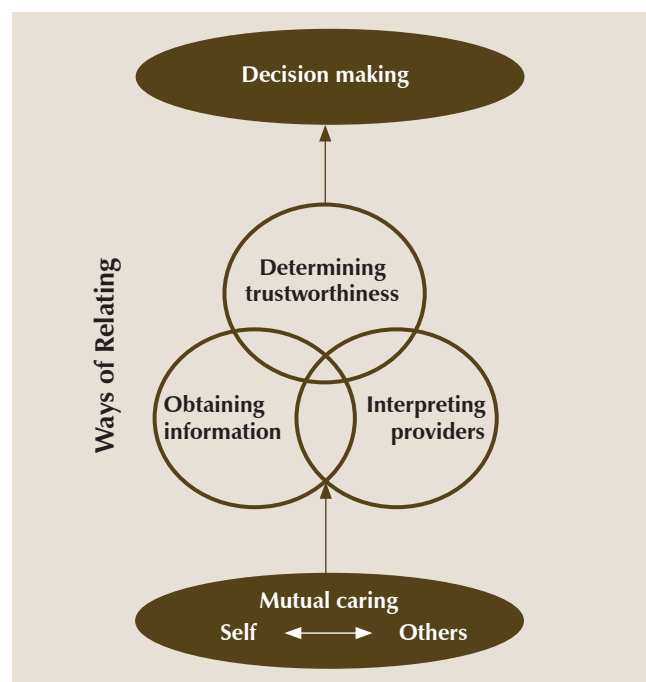 Decision making
Ways of Relating
Determining
trustworthiness
Obtaining
information
Interpreting
providers
Mutual caring
Self Others